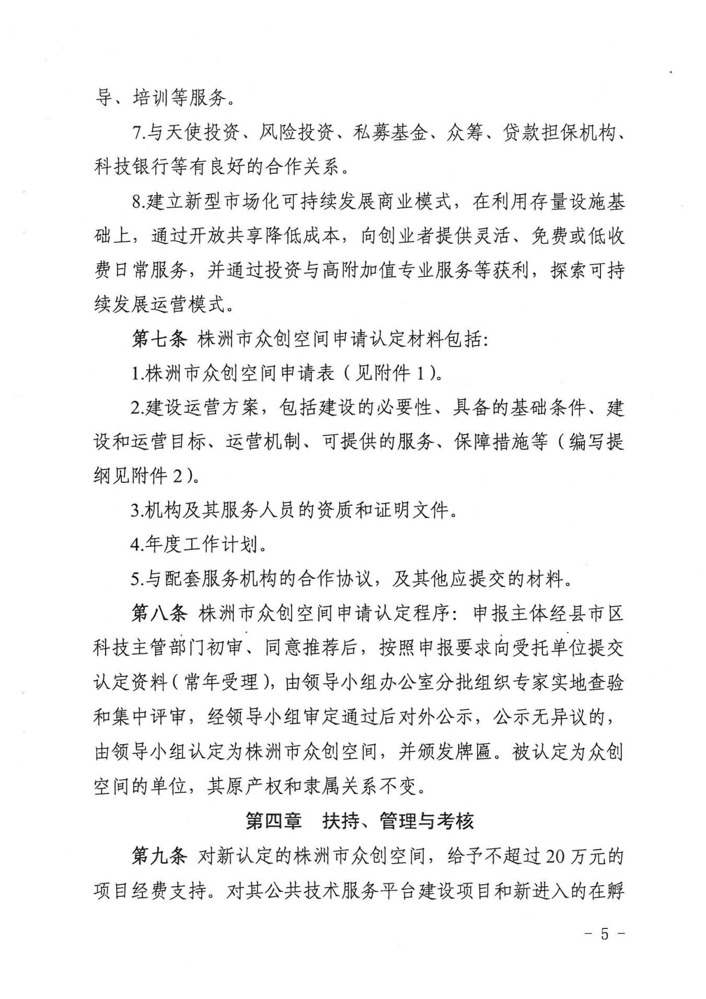 导、培训等服务。
7.与天使投资、风险投资、私募基金、众筹、贷款担保机构、
科技银行等有良好的合作关系。
8.建立新型市场化可持续发展商业模式，在利用存量设施基
础上，通过开放共享降低成本，向创业者提供灵活、免费或低收
费日常服务，并通过投资与高附加值专业服务等获利，探索可持
续发展运营模式。
第七条 株洲市众创空间申请认定材料包括：
1.株洲市众创空间申请表（见附件 1）。
2.建设运营方案，包括建设的必要性、具备的基础条件、建
设和运营目标、运营机制、可提供的服务、保障措施等（编写提
纲见附件 2）。
3.机构及其服务人员的资质和证明文件。
4.年度工作计划。
5.与配套服务机构的合作协议，及其他应提交的材料。
第八条 株洲市众创空间申请认定程序：申报主体经县市区
科技主管部门初审、同意推荐后，按照申报要求向受托单位提交
认定资料（常年受理），由领导小组办公室分批组织专家实地查验
和集中评审，经领导小组审定通过后对外公示，公示无异议的，
由领导小组认定为株洲市众创空间，并颁发牌匾。被认定为众创
空间的单位，其原产权和隶属关系不变。
第四章 扶持、管理与考核
第九条 对新认定的株洲市众创空间，给予不超过 20 万元的
项目经费支持。对其公共技术服务平台建设项目和新进入的在孵
- 5 -